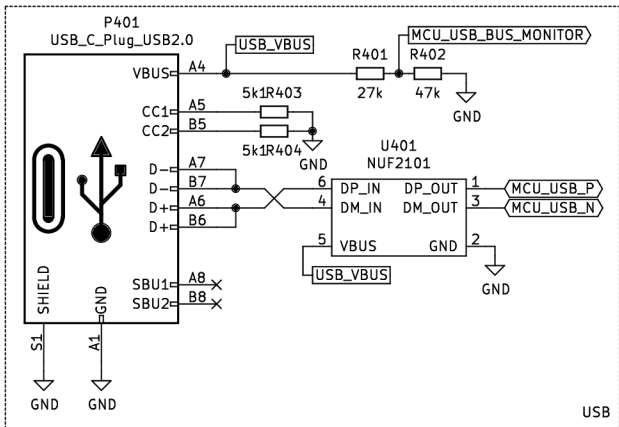 P401
USB_C_Plug_USB2.0
USB_VBUS
MCU_USB_BUS_MONITOR
R401
R402
27k
47k
GND
VBUS
A4
CC1
A5
CC2
B5
5k1R403
5k1R404
GND
U401
NUF2101
D-
A7
D-
B7
D+
A6
D+
B6
6
DP_IN
DP_OUT
1
MCU_USB_P
4
DM_IN
DM_OUT
3
MCU_USB_N
5
VBUS
GND
2
USB_VBUS
GND
SBU1
A8
SBU2
B8
SHIELD
GND
S1
A1
GND
GND
USB